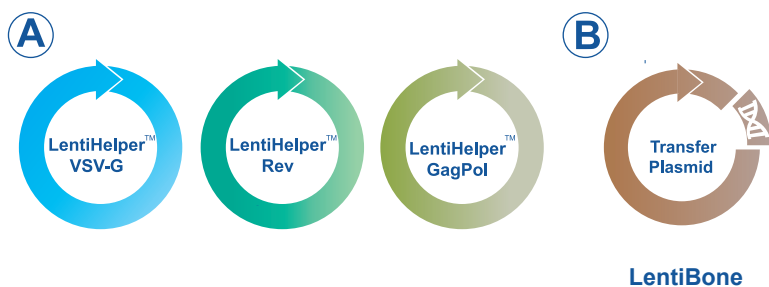 A
B
LentiHelper™
VSV-G
LentiHelper™
Rev
LentiHelper™
GagPol
Transfer
Plasmid
LentiBone